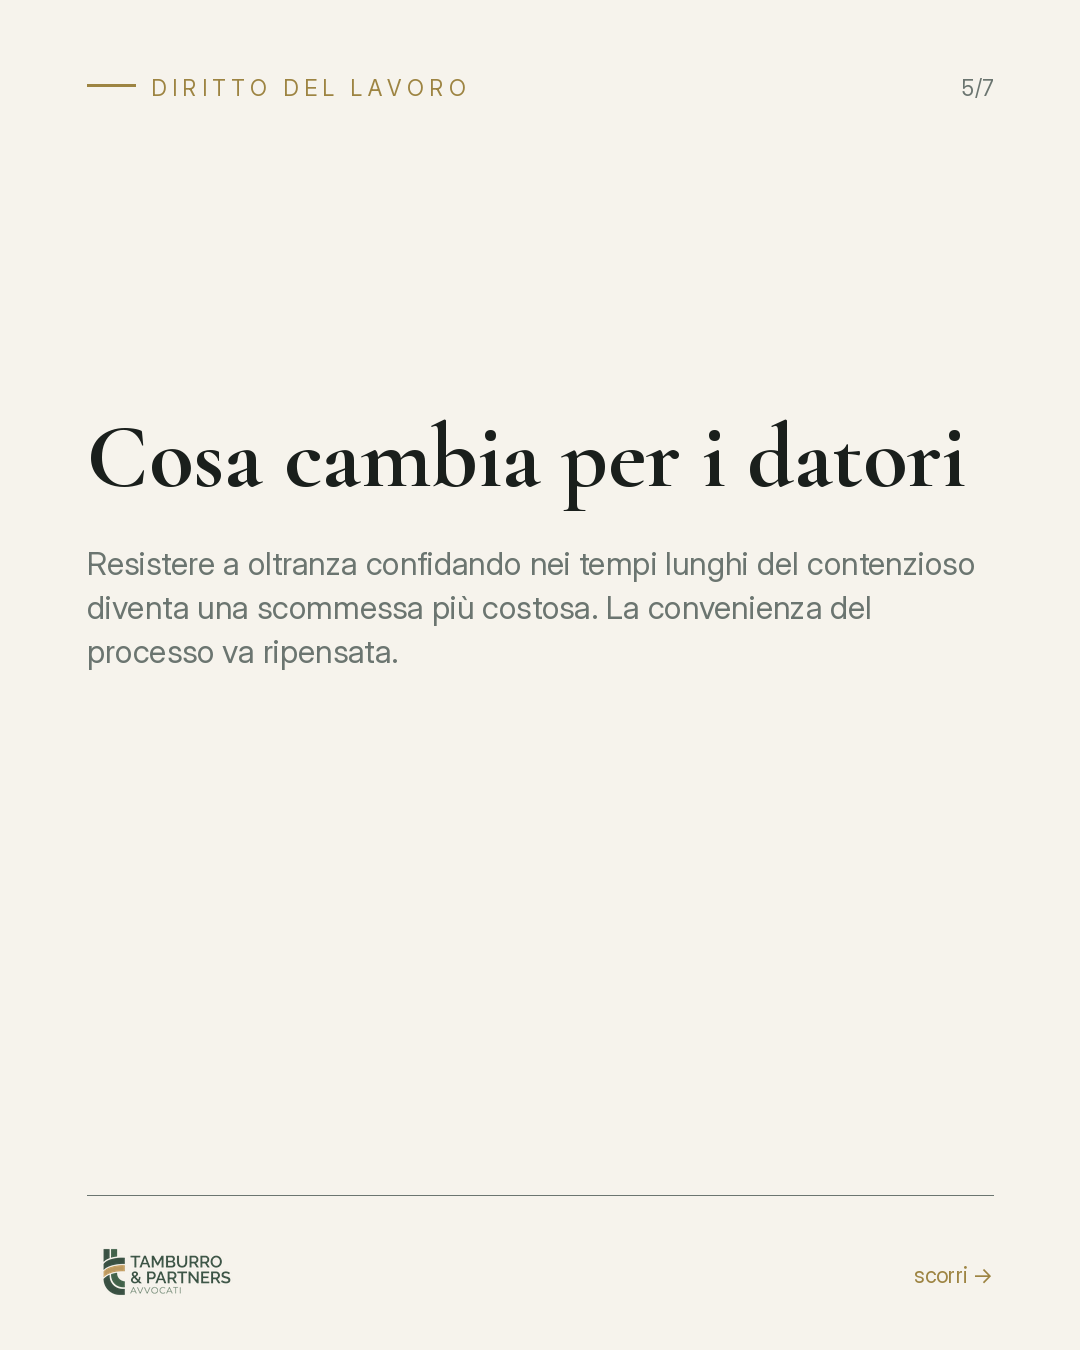 DIRITTO DEL LAVORO
5/7
Cosa cambia per i datori
Resistere a oltranza confidando nei tempi lunghi del contenzioso
diventa una scommessa più costosa. La convenienza del
processo va ripensata.
TAMBURRO
& PARTNERS
AVVOCATI
scorri →